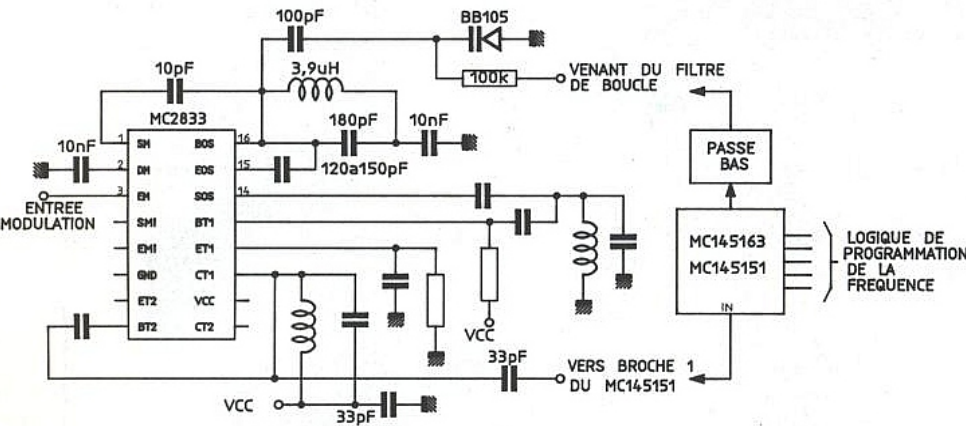 100pF
BB105
10pF
3,9uH
100k
VENANT DU FILTRE
DE BOUCLE
MC2833
180pF
10nF
10nF
120a150pF
1
2
3
16
15
14
SM
DM
EM
SMI
EMI
GND
ET2
BT2
BOS
EOS
SOS
BT1
ET1
CT1
VCC
CT2
ENTREE
MODULATION
PASSE
BAS
MC145163
MC145151
IN
LOGIQUE DE
PROGRAMMATION
DE LA
FREQUENCE
VCC
33pF
VERS BROCHE 1
DU MC145151
VCC
33pF